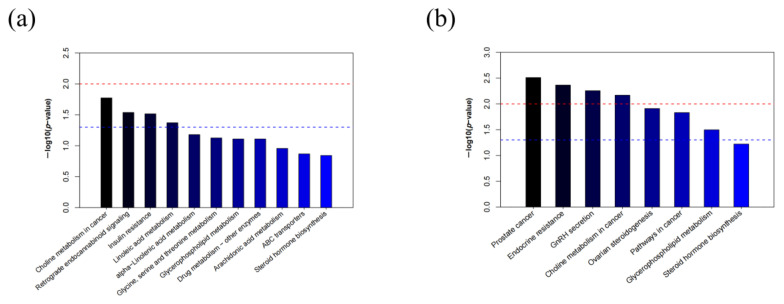 (a)
(b)
2.5
2.0
1.5
1.0
0.5
0.0
−log10(p−value)
Choline metabolism in cancer
Retrograde endocannabinoid signaling
Insulin resistance
Linoleic acid metabolism
alpha−Linolenic acid metabolism
Glycine, serine and threonine metabolism
Glycerophospholipid metabolism
Drug metabolism − other enzymes
Arachidonic acid metabolism
ABC transporters
Steroid hormone biosynthesis
3.0
2.5
2.0
1.5
1.0
0.5
0.0
−log10(p−value)
Prostate cancer
Endocrine resistance
GnRH secretion
Choline metabolism in cancer
Ovarian steroidogenesis
Pathways in cancer
Glycerophospholipid metabolism
Steroid hormone biosynthesis